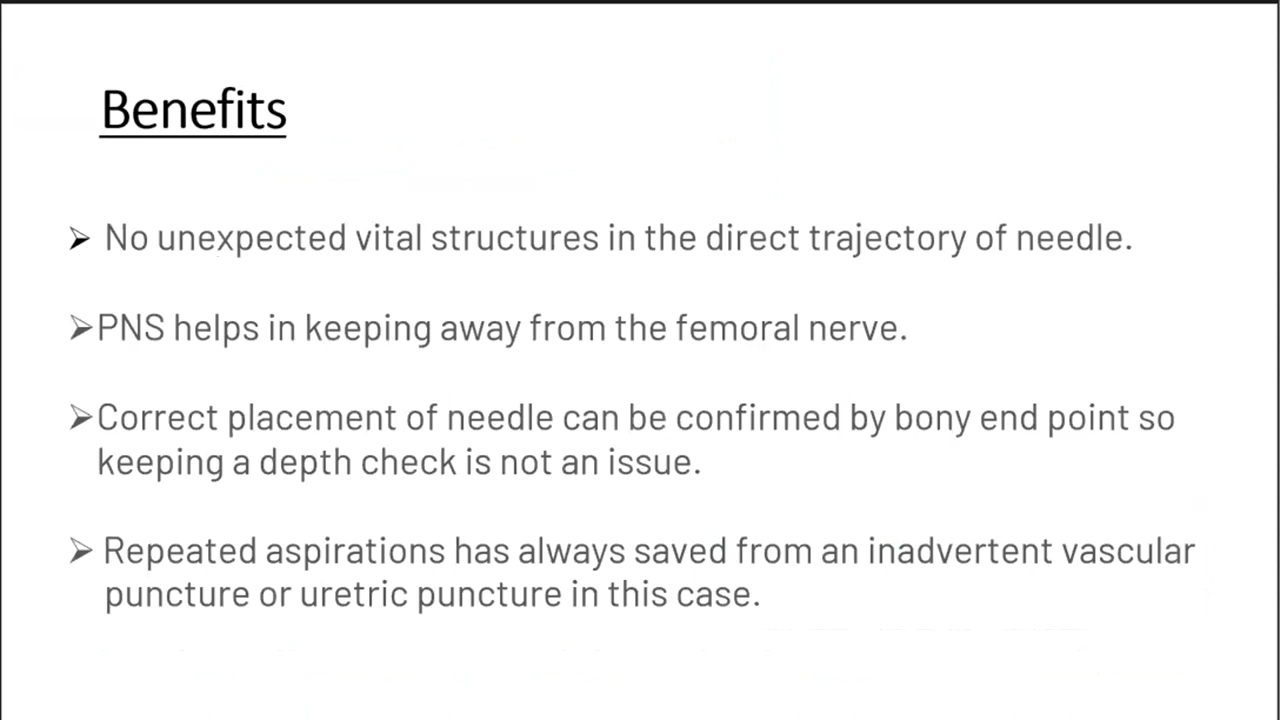 Benefits
➢ No unexpected vital structures in the direct trajectory of needle.
➢PNS helps in keeping away from the femoral nerve.
➢Correct placement of needle can be confirmed by bony end point so
keeping a depth check is not an issue.
➢ Repeated aspirations has always saved from an inadvertent vascular
puncture or uretric puncture in this case.